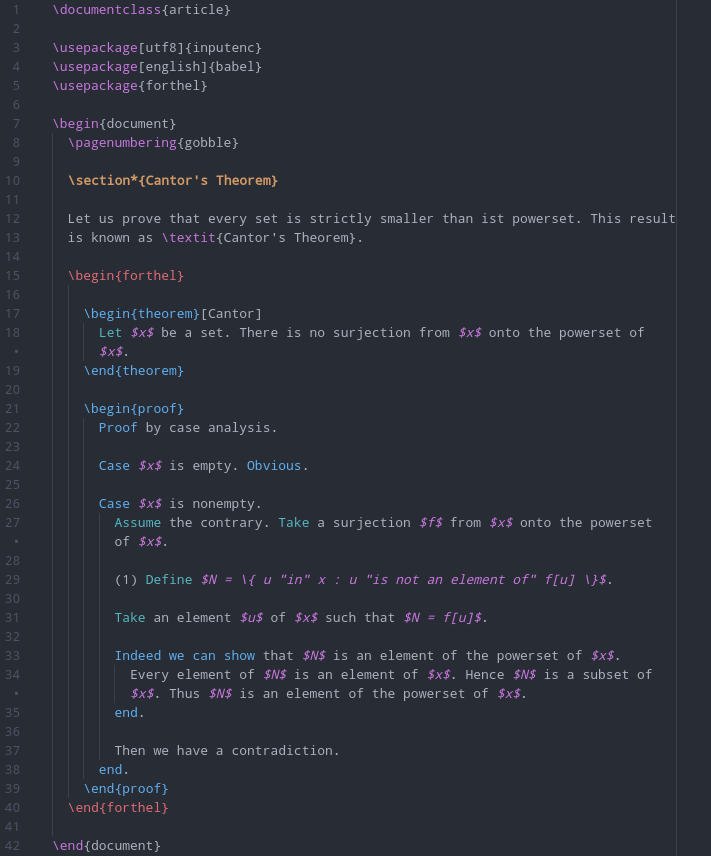 1 \documentclass{article}
2
3 \usepackage[utf8]{inputenc}
4 \usepackage[english]{babel}
5 \usepackage{forthel}
6
7 \begin{document}
8 \pagenumbering{gobble}
9
10 \section*{Cantor's Theorem}
11
12 Let us prove that every set is strictly smaller than ist powerset. This result
13 is known as \textit{Cantor's Theorem}.
14
15 \begin{forthel}
16
17 \begin{theorem}[Cantor]
18 Let $x$ be a set. There is no surjection from $x$ onto the powerset of
• $x$.
19 \end{theorem}
20
21 \begin{proof}
22 Proof by case analysis.
23
24 Case $x$ is empty. Obvious.
25
26 Case $x$ is nonempty.
27 Assume the contrary. Take a surjection $f$ from $x$ onto the powerset
• of $x$.
28
29 (1) Define $N = \{ u "in" x : u "is not an element of" f[u] \}$.
30
31 Take an element $u$ of $x$ such that $N = f[u]$.
32
33 Indeed we can show that $N$ is an element of the powerset of $x$.
34 Every element of $N$ is an element of $x$. Hence $N$ is a subset of
• $x$. Thus $N$ is an element of the powerset of $x$.
35 end.
36
37 Then we have a contradiction.
38 end.
39 \end{proof}
40 \end{forthel}
41
42 \end{document}